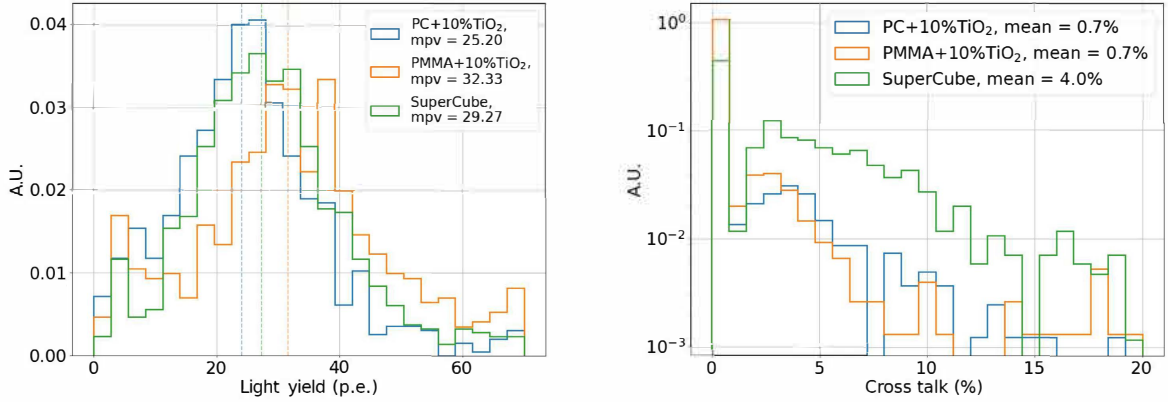 0.04
0.03
0.02
0.01
0.00
A.U.
0
20
40
60
Light yield (p.e.)
PC+10%TiO₂,
mpv = 25.20
PMMA+10%TiO₂,
mpv = 32.33
SuperCube,
mpv = 29.27
10⁰
10⁻¹
10⁻²
10⁻³
A.U.
0
5
10
15
20
Cross talk (%)
PC+10%TiO₂, mean = 0.7%
PMMA+10%TiO₂, mean = 0.7%
SuperCube, mean = 4.0%